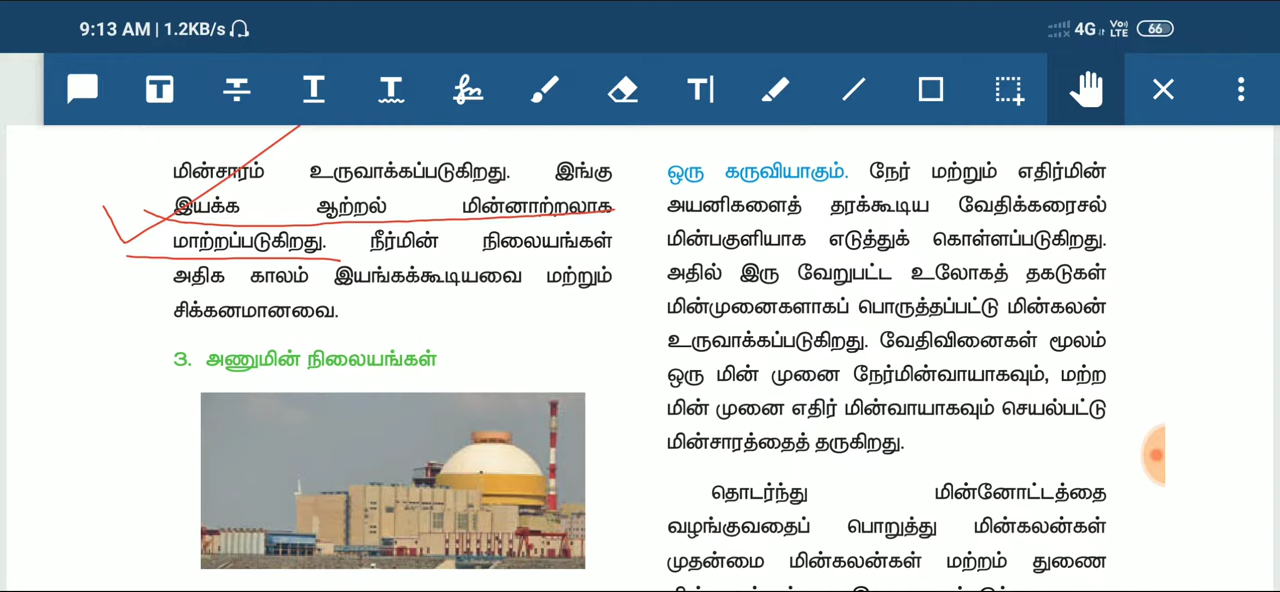 9:13 AM | 1.2KB/s
4G
Vo)
LTE
66
மின்சாரம் உருவாக்கப்படுகிறது. இங்கு
இயக்க ஆற்றல் மின்னாற்றலாக
மாற்றப்படுகிறது. நீர்மின் நிலையங்கள்
அதிக காலம் இயங்கக்கூடியவை மற்றும்
சிக்கனமானவை.
3. அணுமின் நிலையங்கள்
ஒரு கருவியாகும். நேர் மற்றும் எதிர்மின்
அயனிகளைத் தரக்கூடிய வேதிக்கரைசல்
மின்பகுளியாக எடுத்துக் கொள்ளப்படுகிறது.
அதில் இரு வேறுபட்ட உலோகத் தகடுகள்
மின்முனைகளாகப் பொருத்தப்பட்டு மின்கலன்
உருவாக்கப்படுகிறது. வேதிவினைகள் மூலம்
ஒரு மின் முனை நேர்மின்வாயாகவும், மற்ற
மின் முனை எதிர் மின்வாயாகவும் செயல்பட்டு
மின்சாரத்தைத் தருகிறது.
தொடர்ந்து மின்னோட்டத்தை
வழங்குவதைப் பொறுத்து மின்கலன்கள்
முதன்மை மின்கலன்கள் மற்றம் துணை